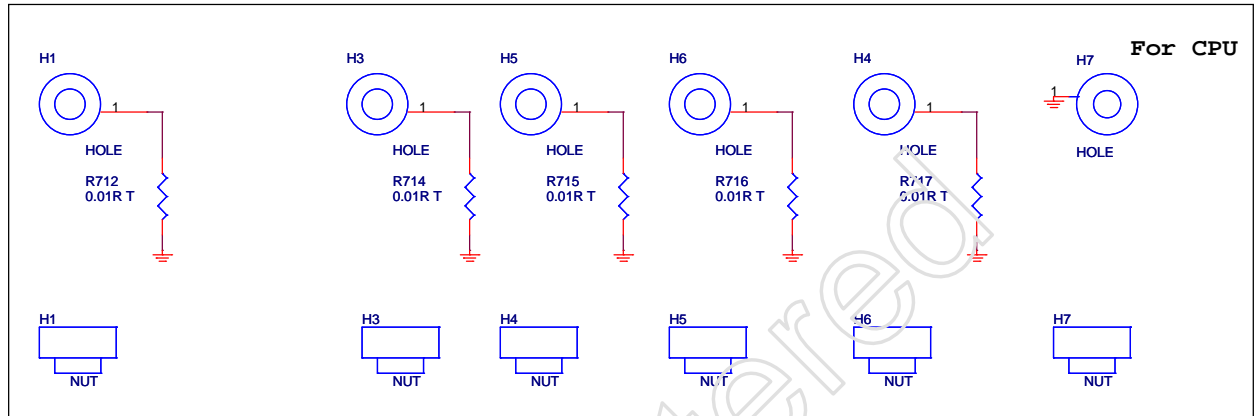 For CPU
H1
H3
H5
H6
H4
H7
1
1
1
1
1
1
HOLE
HOLE
HOLE
HOLE
HOLE
HOLE
R712
0.01R T
R714
0.01R T
R715
0.01R T
R716
0.01R T
R717
0.01R T
H1
H3
H4
H5
H6
H7
NUT
NUT
NUT
NUT
NUT
NUT
tered